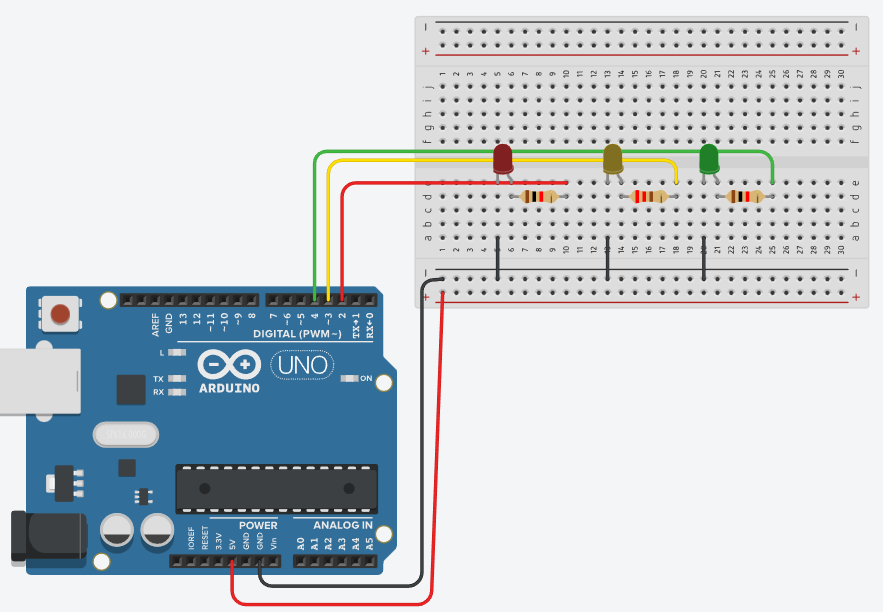 − −
+ +
1 2 3 4 5 6 7 8 9 10 11 12 13 14 15 16 17 18 19 20 21 22 23 24 25 26 27 28 29 30
j j
i i
h h
g g
f f
e e
d d
c c
b b
a a
1 2 3 4 5 6 7 8 9 10 11 12 13 14 15 16 17 18 19 20 21 22 23 24 25 26 27 28 29 30
− −
+ +
AREF GND 13 12 ~11 ~10 ~9 8 7 ~6 ~5 4 ~3 2 TX→1 RX←0
DIGITAL (PWM~)
L
TX
RX
UNO
ON
ARDUINO
POWER ANALOG IN
IOREF RESET 3.3V 5V GND GND Vin A0 A1 A2 A3 A4 A5